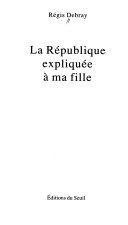 Régis Debray
La République
expliquée
à ma fille
Éditions du Seuil